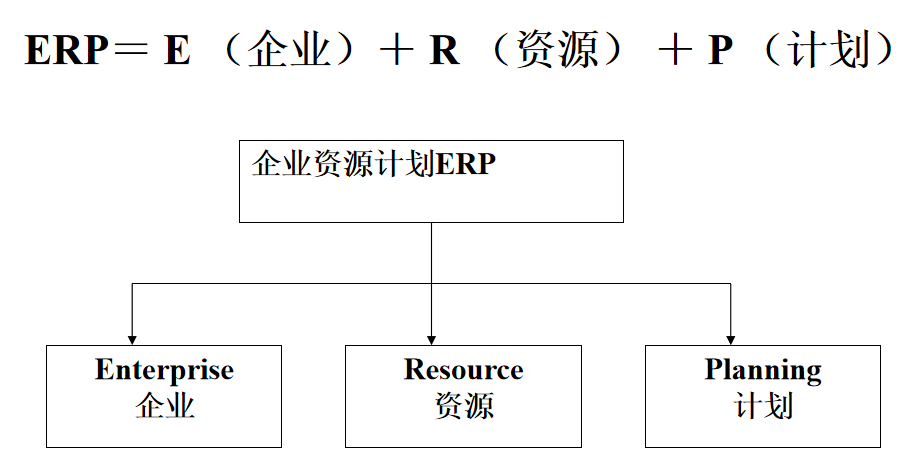 ERP＝ E （企业）＋ R （资源） ＋ P （计划）
企业资源计划ERP
Enterprise
企业
Resource
资源
Planning
计划